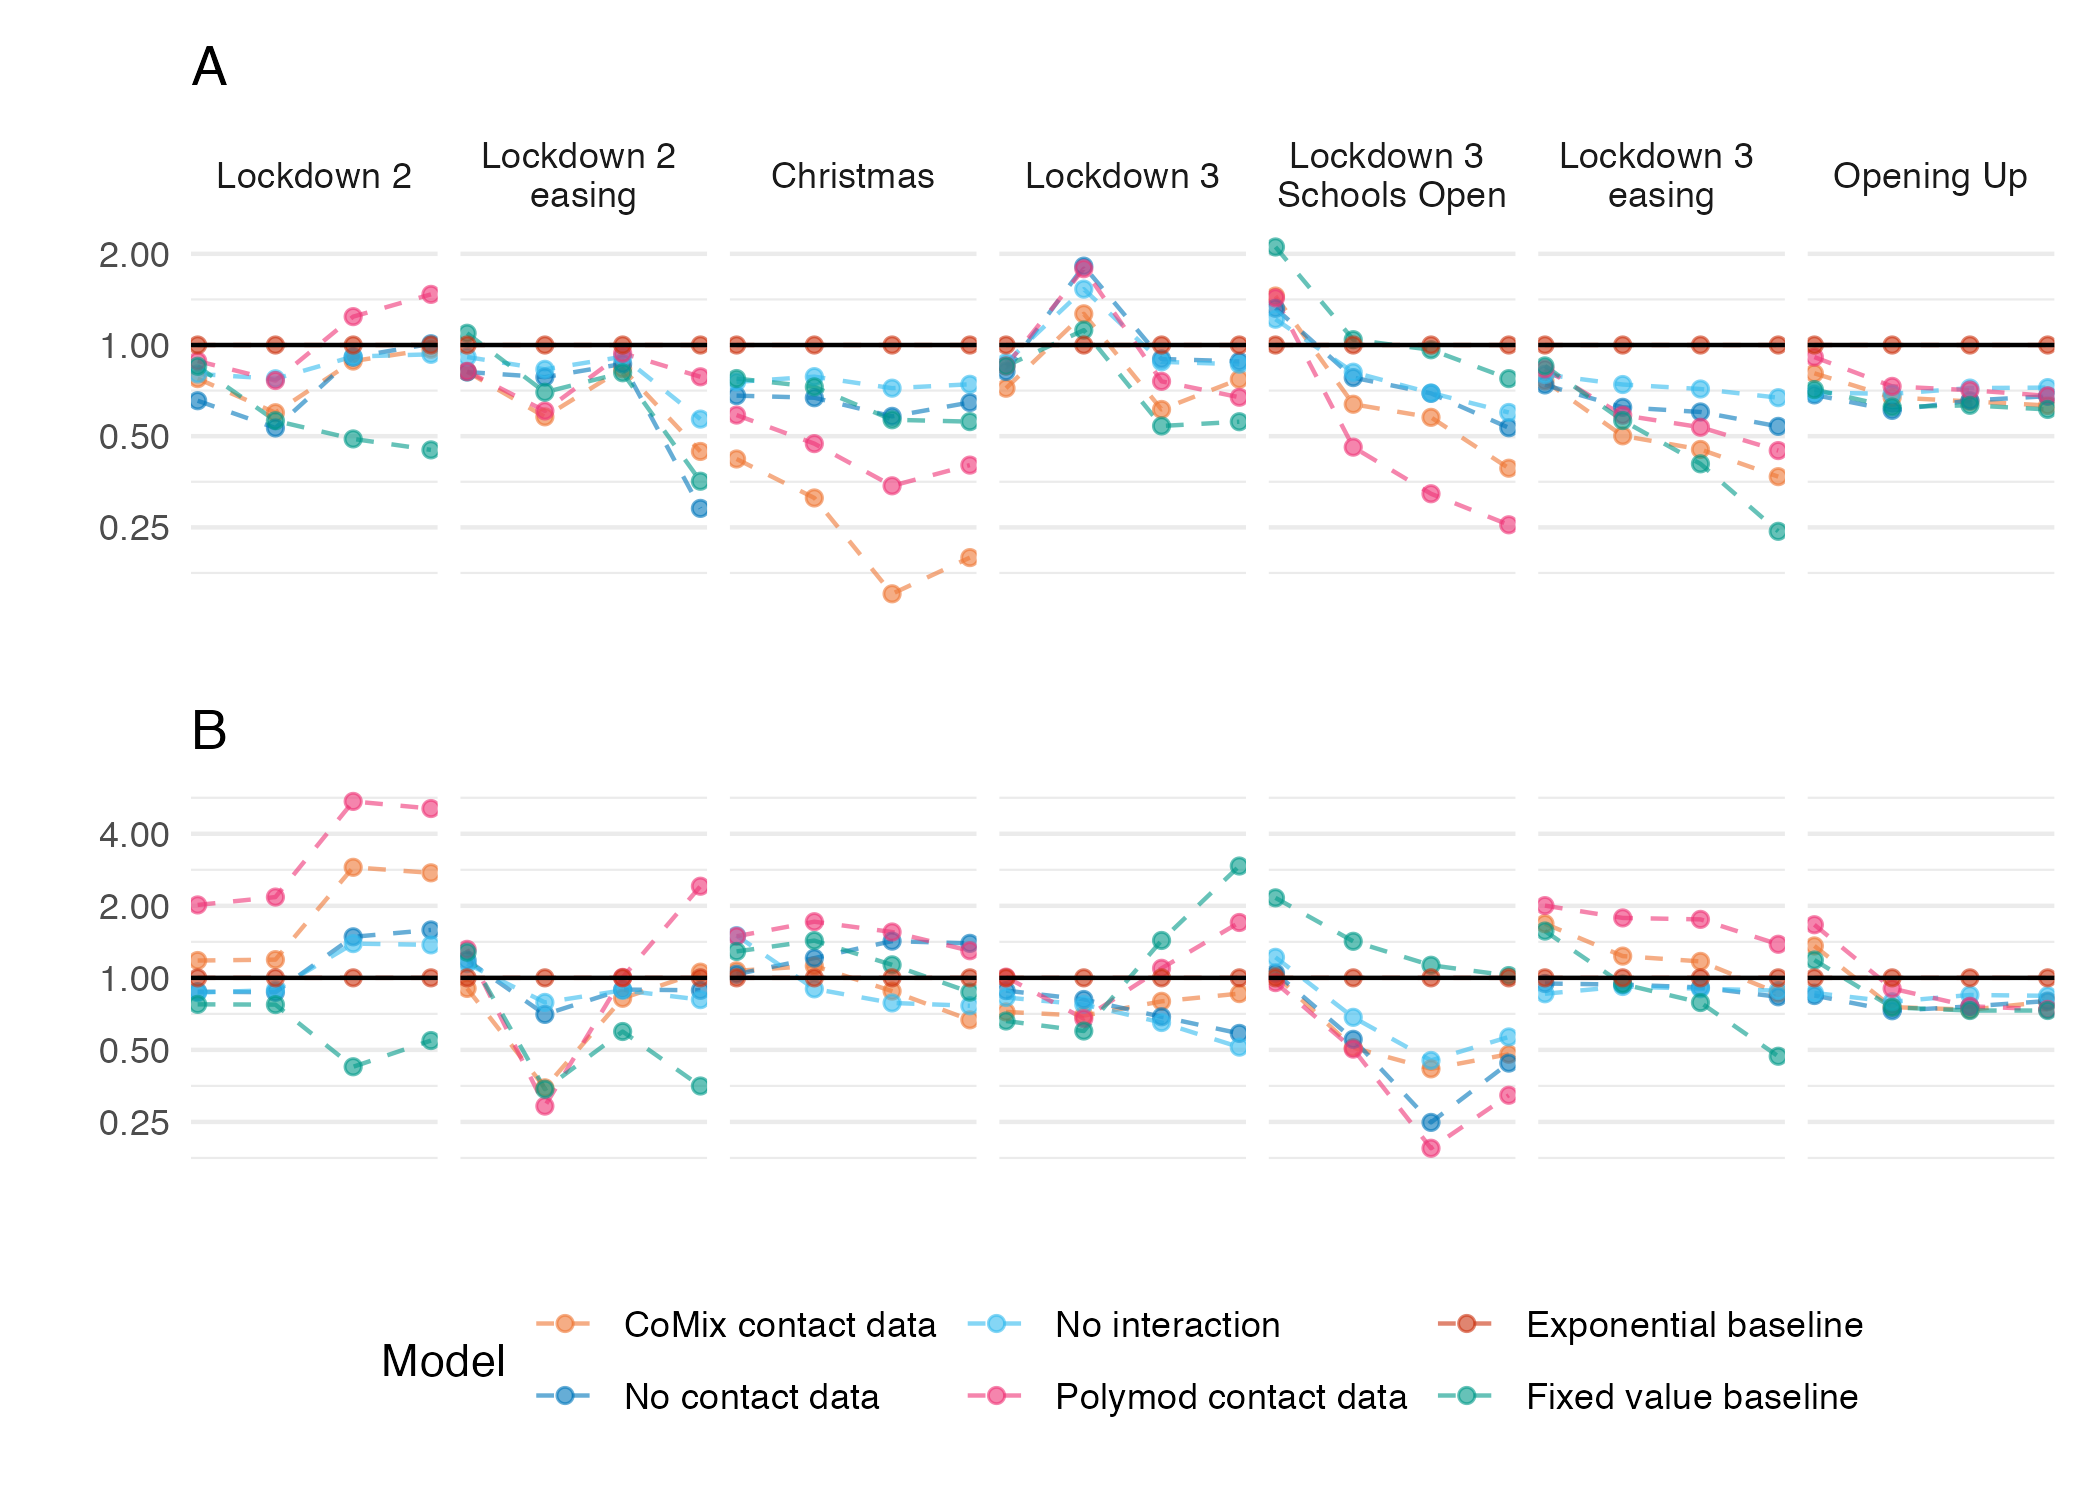 A
Lockdown 2
Lockdown 2
easing
Christmas
Lockdown 3
Lockdown 3
Schools Open
Lockdown 3
easing
Opening Up
2.00
1.00
0.50
0.25
B
4.00
2.00
1.00
0.50
0.25
Model
CoMix contact data
No interaction
Exponential baseline
No contact data
Polymod contact data
Fixed value baseline